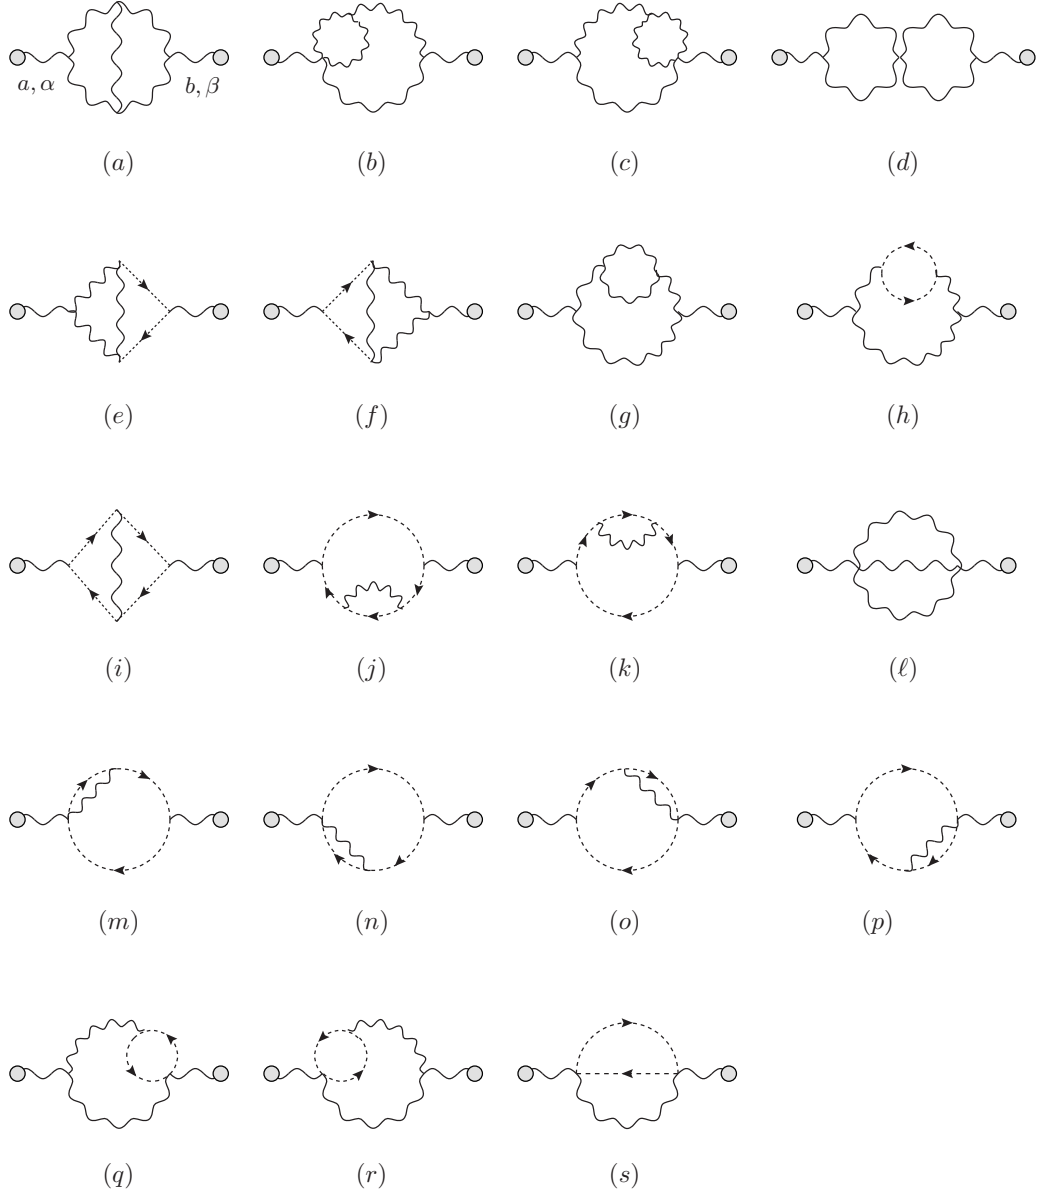 a, α b, β
(a) (b) (c) (d)
(e) (f) (g) (h)
(i) (j) (k) (ℓ)
(m) (n) (o) (p)
(q) (r) (s)